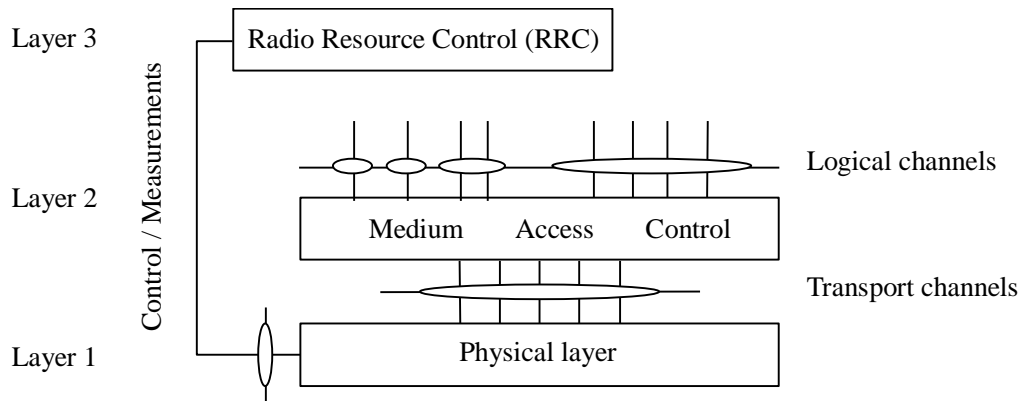 Layer 3
Radio Resource Control (RRC)
Control / Measurements
Logical channels
Layer 2
Medium Access Control
Transport channels
Layer 1
Physical layer